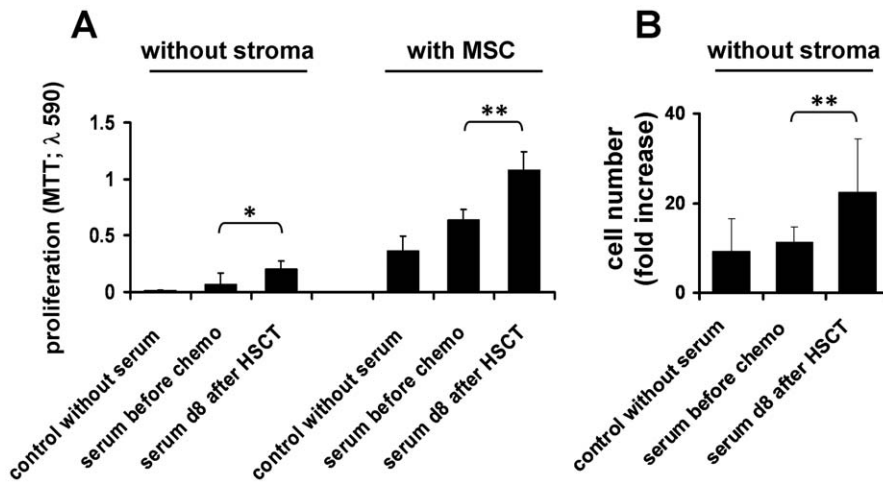 A
without stroma
with MSC
proliferation (MTT; λ 590)
1.5
1
0.5
0
*
**
control without serum
serum before chemo
serum d8 after HSCT
control without serum
serum before chemo
serum d8 after HSCT
B
without stroma
cell number
(fold increase)
40
20
0
**
control without serum
serum before chemo
serum d8 after HSCT